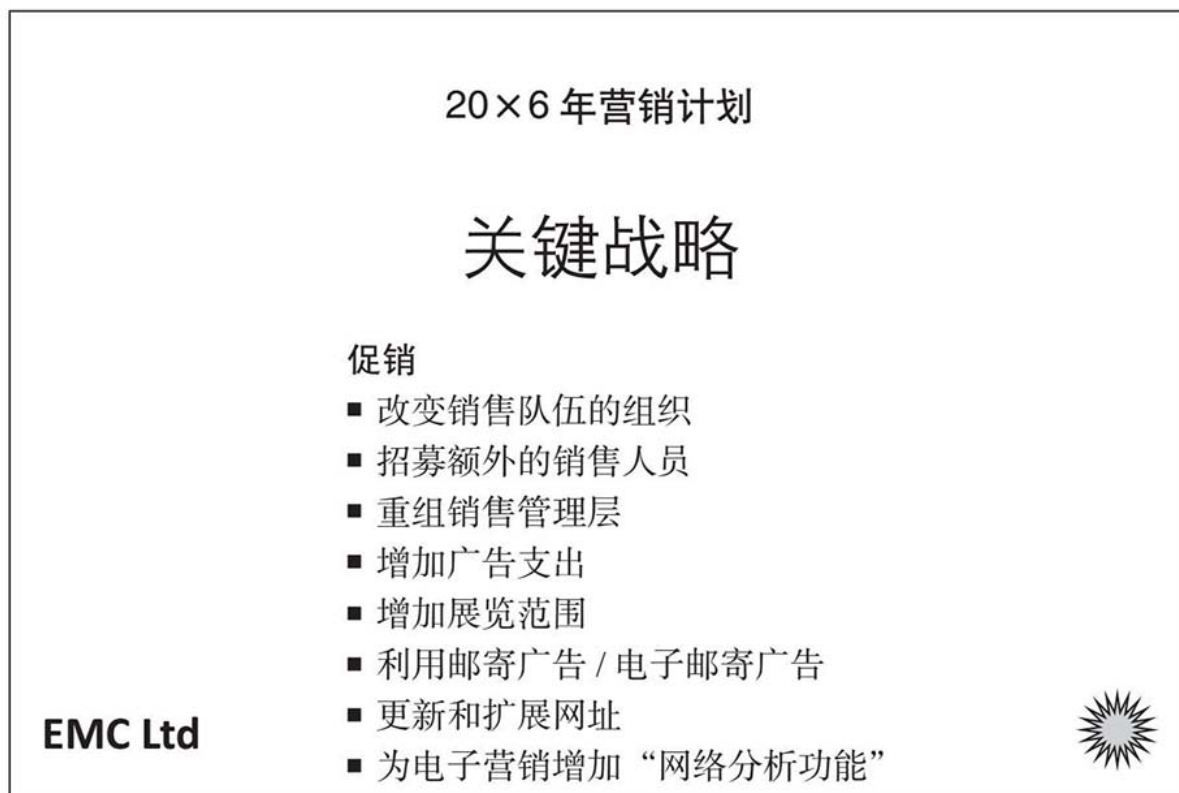 20×6 年营销计划
关键战略
促销
■ 改变销售队伍的组织
■ 招募额外的销售人员
■ 重组销售管理层
■ 增加广告支出
■ 增加展览范围
■ 利用邮寄广告 / 电子邮寄广告
■ 更新和扩展网址
■ 为电子营销增加“网络分析功能”
EMC Ltd